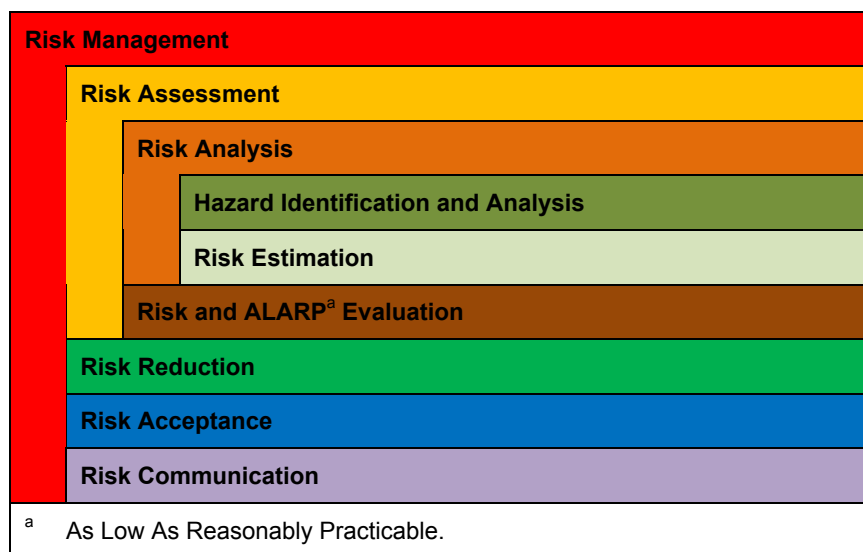 Risk Management
Risk Assessment
Risk Analysis
Hazard Identification and Analysis
Risk Estimation
Risk and ALARPa Evaluation
Risk Reduction
Risk Acceptance
Risk Communication
a As Low As Reasonably Practicable.